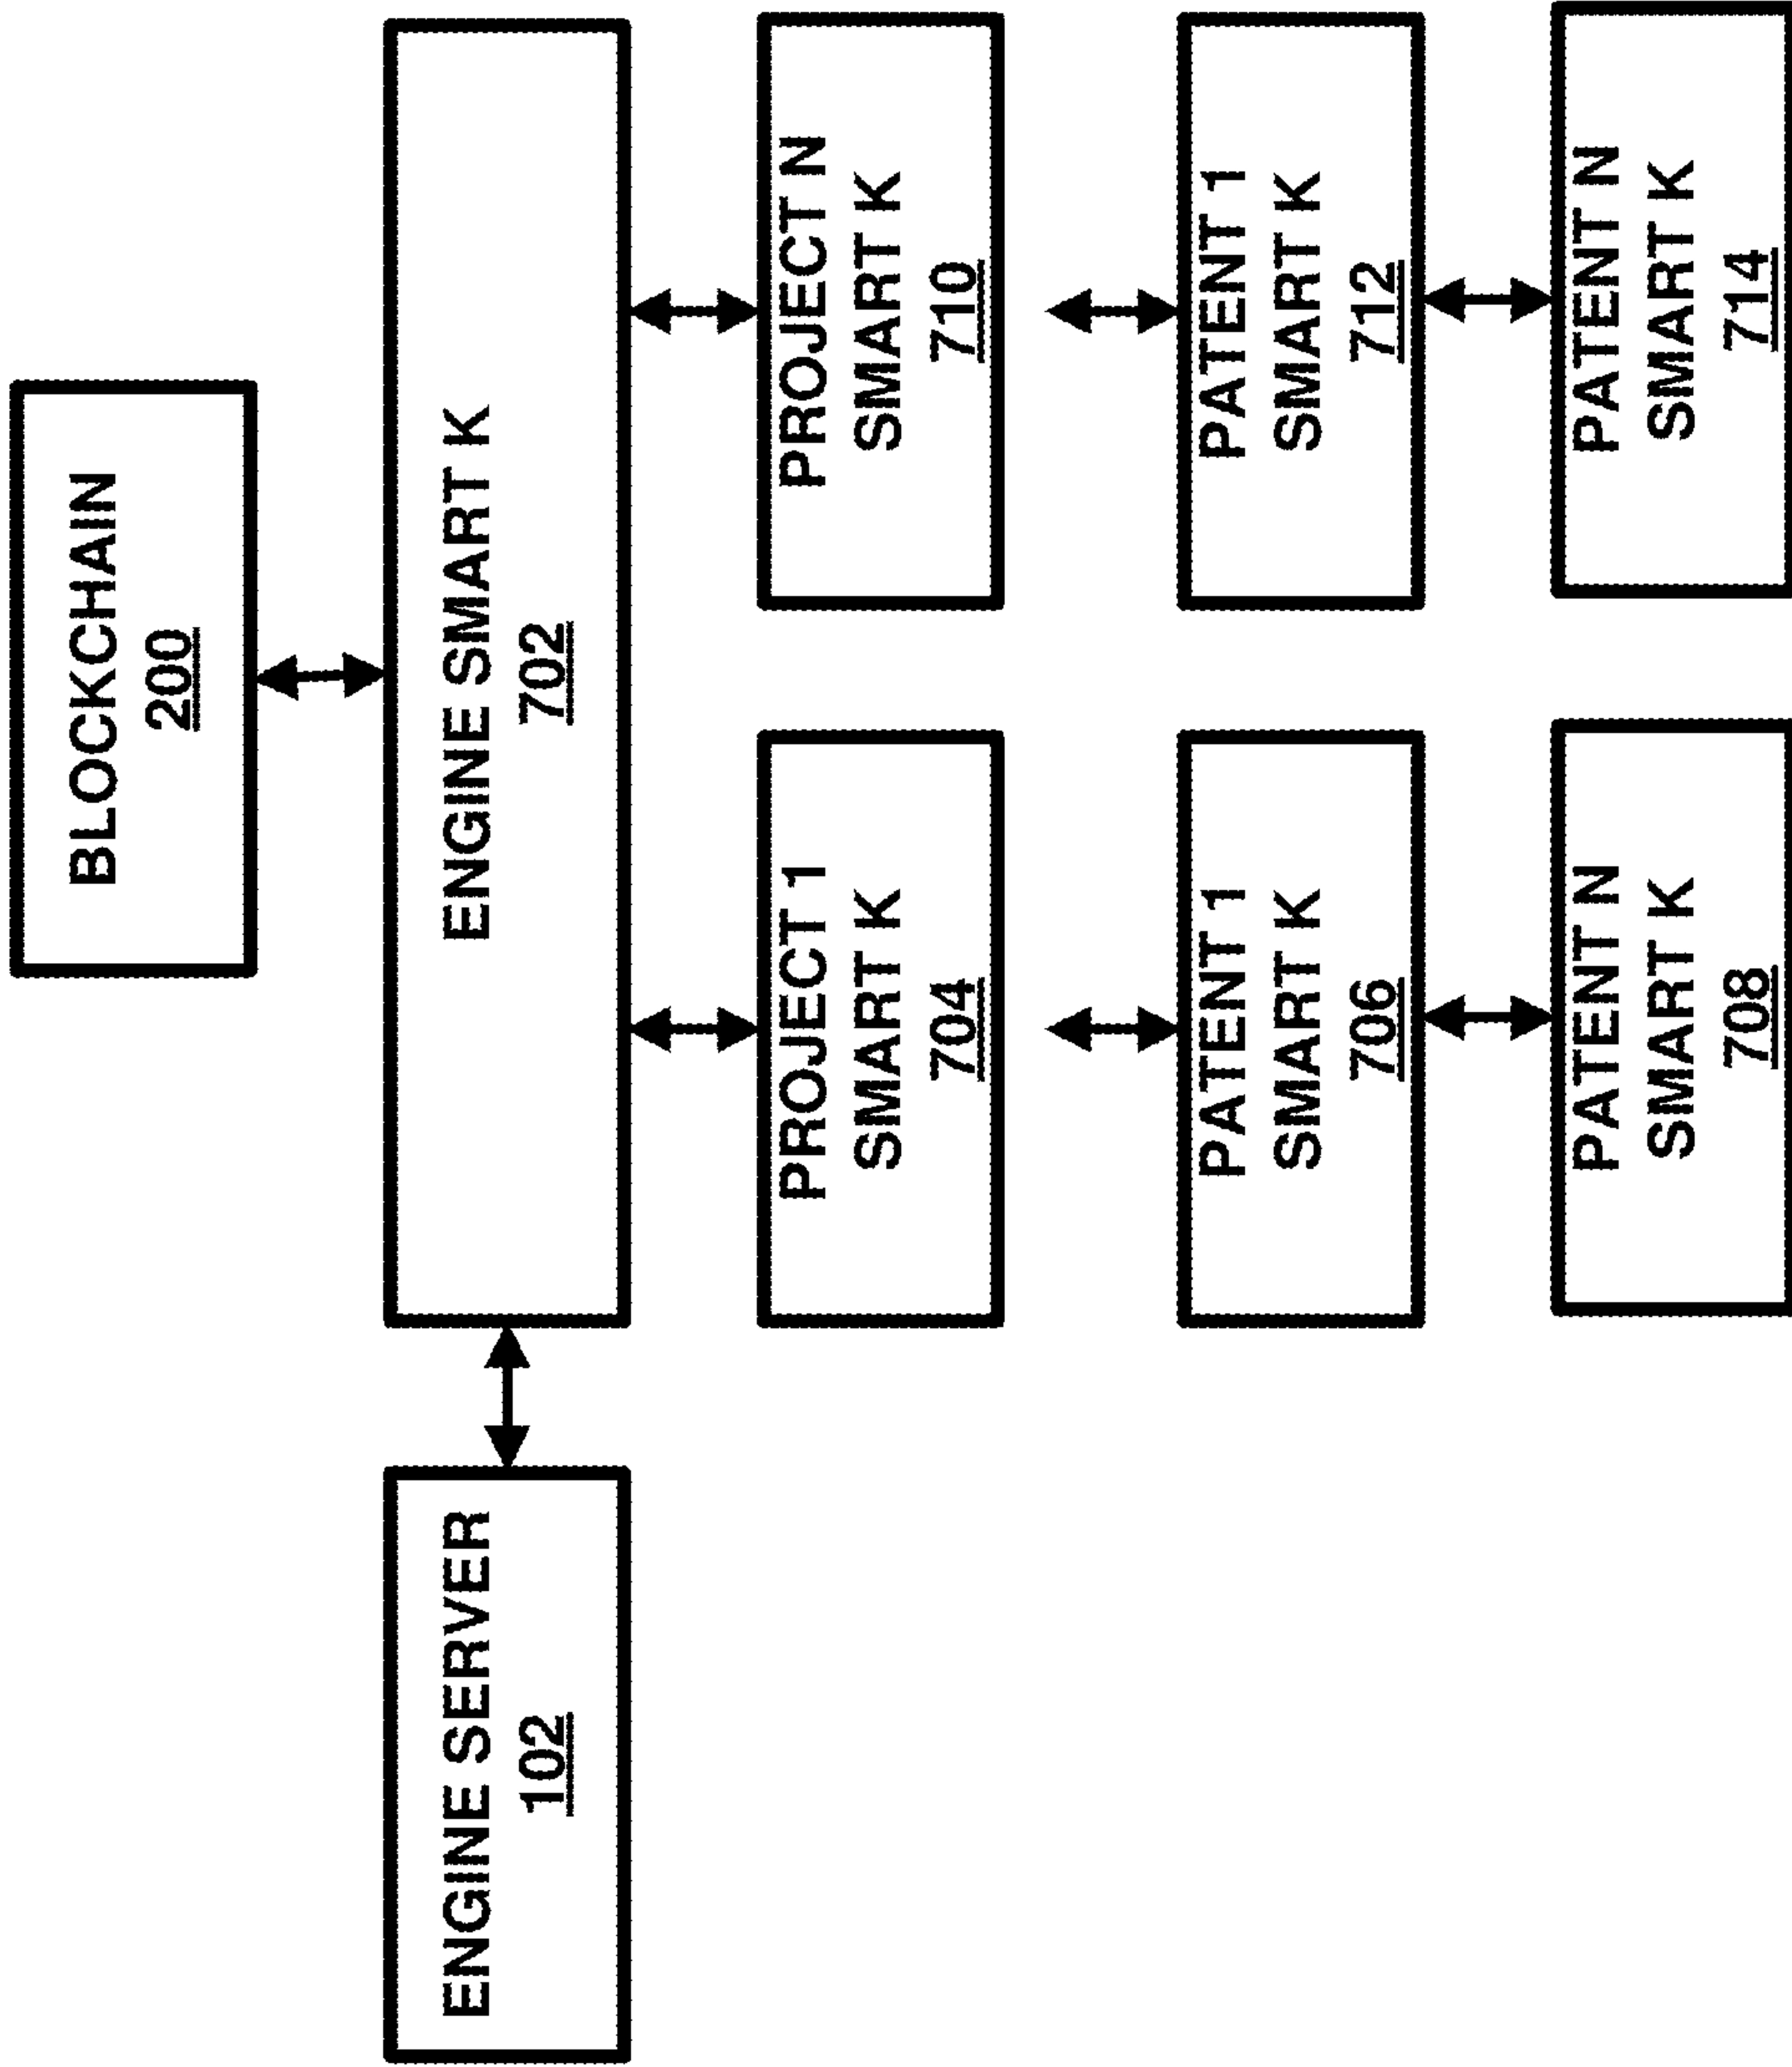 BLOCKCHAIN
200
ENGINE SERVER
102
ENGINE SMART K
702
PROJECT 1
SMART K
704
PROJECT N
SMART K
710
PATENT 1
SMART K
706
PATENT 1
SMART K
712
PATENT N
SMART K
708
PATENT N
SMART K
714